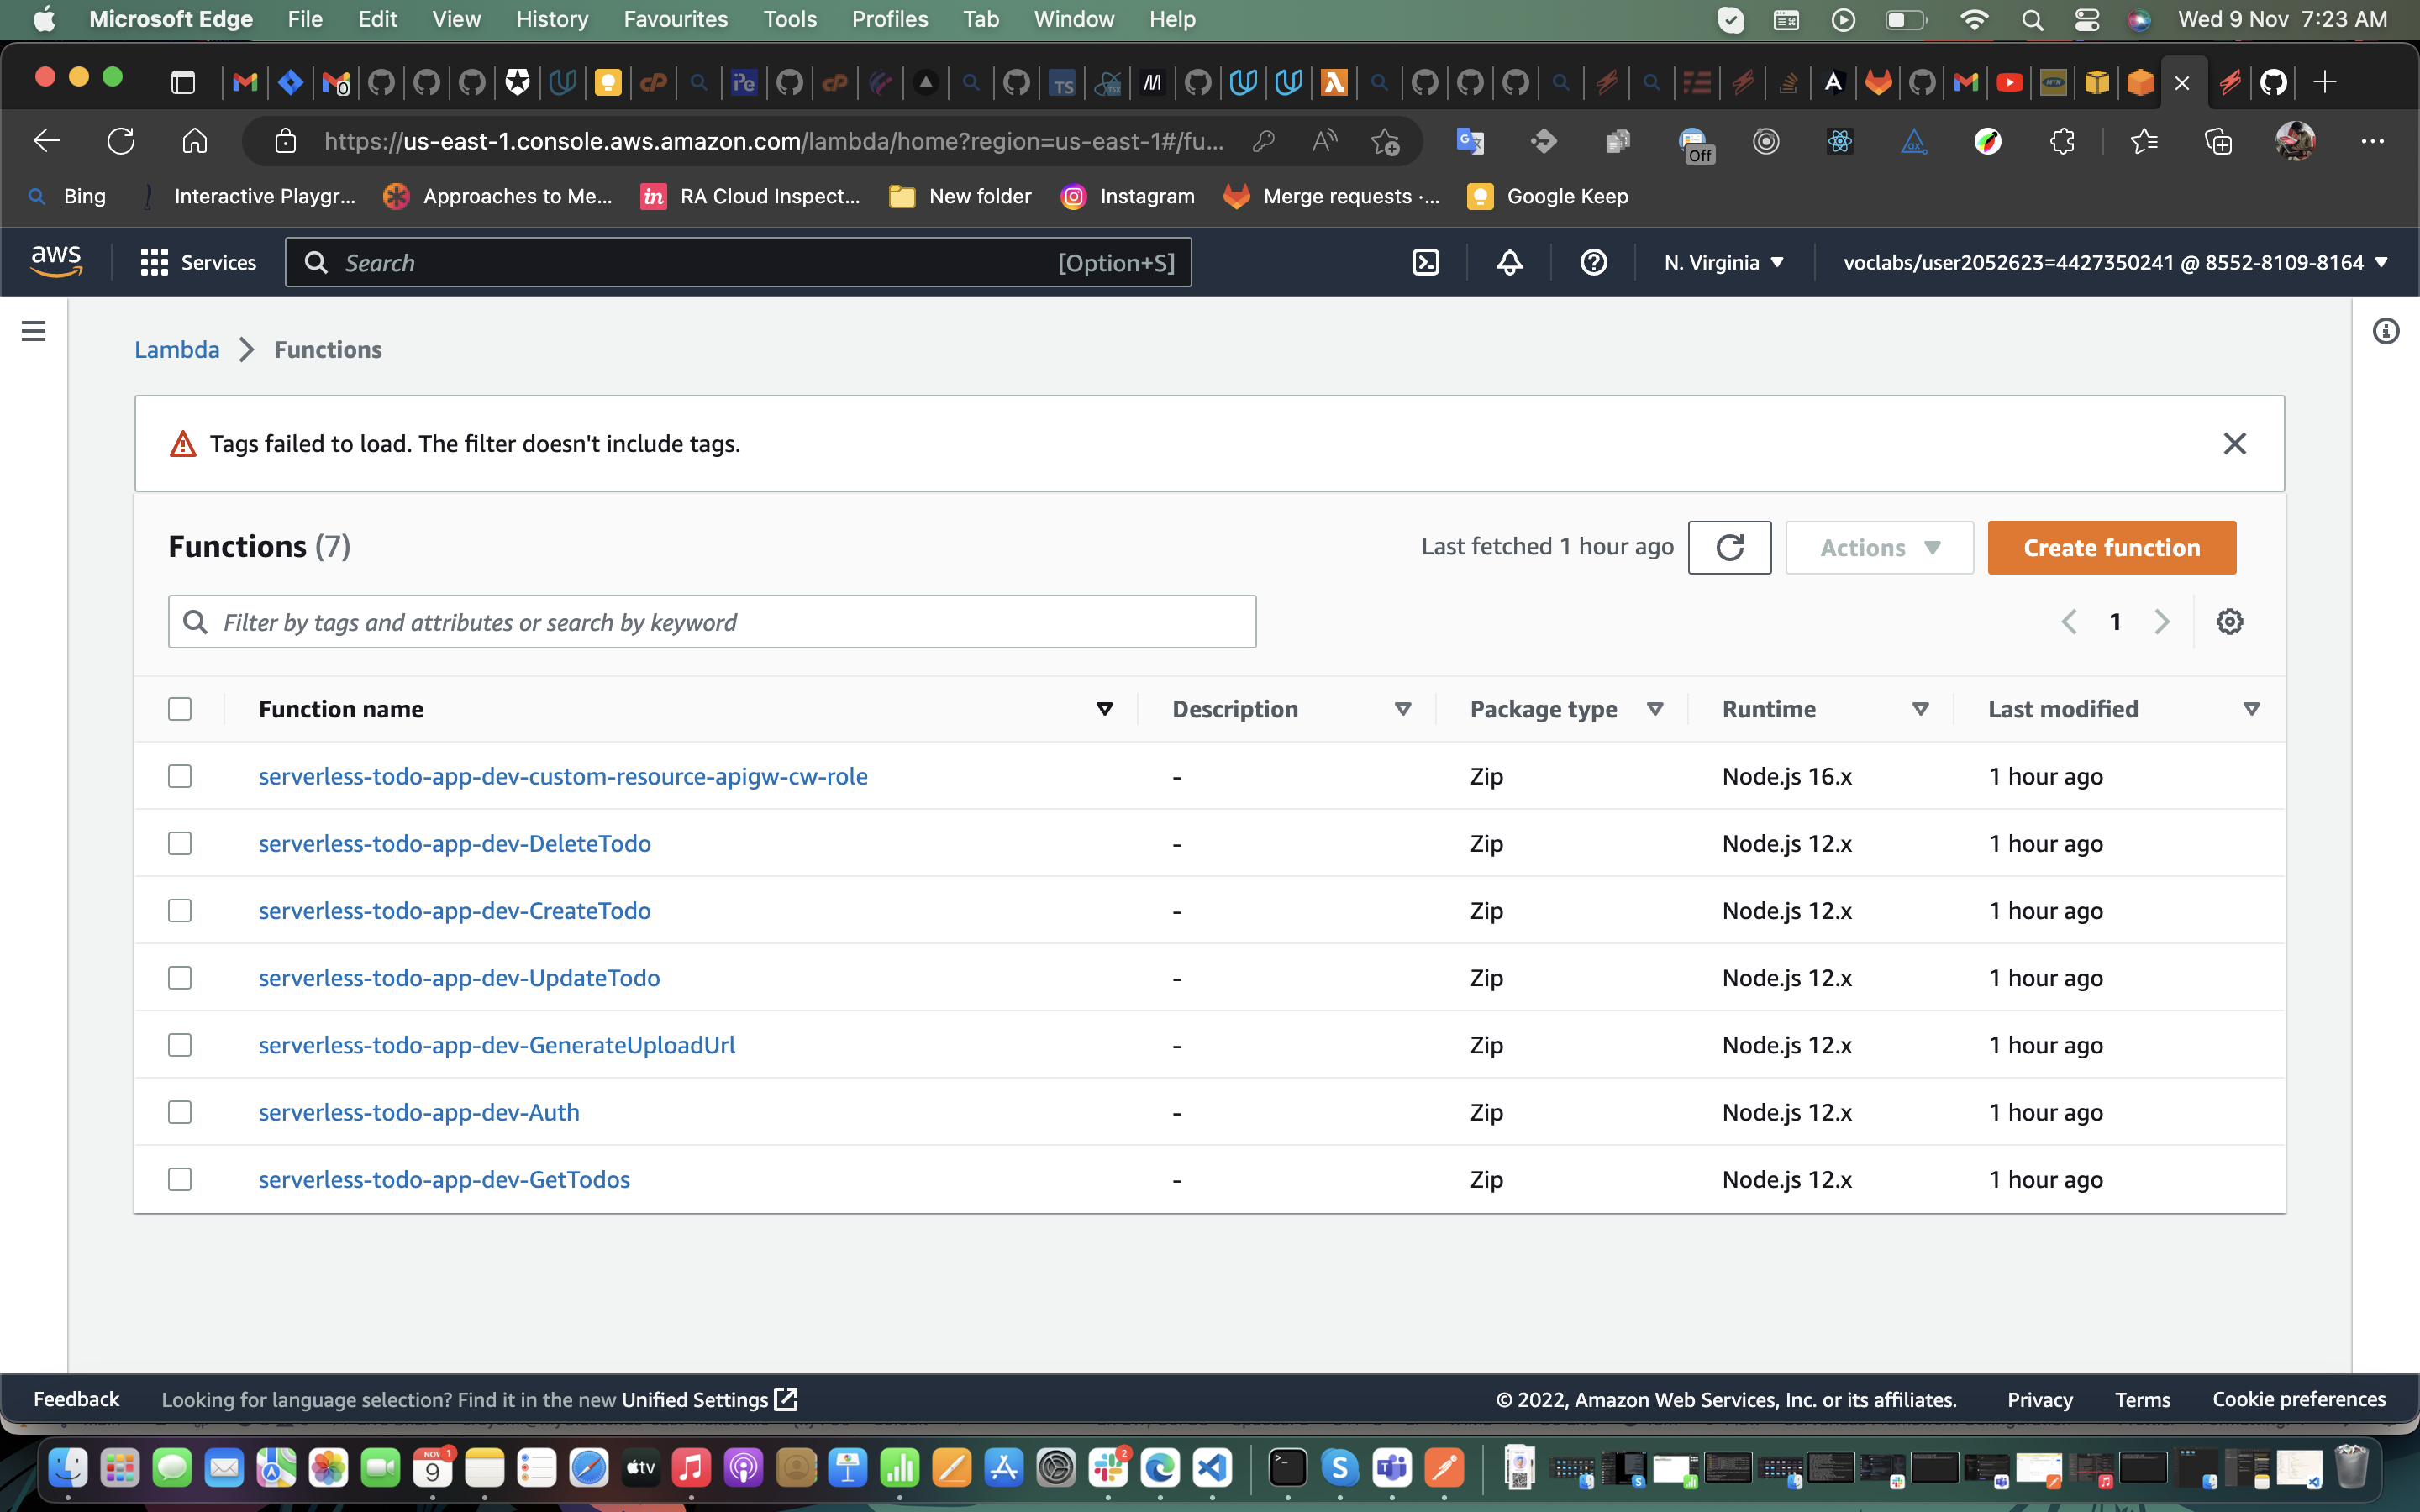 Microsoft Edge File Edit View History Favourites Tools Profiles Tab Window Help Wed 9 Nov 7:23 AM
https://us-east-1.console.aws.amazon.com/lambda/home?region=us-east-1#/fu...
Off
Bing Interactive Playgr... Approaches to Me... in RA Cloud Inspect... New folder Instagram Merge requests ·... Google Keep
aws Services Search [Option+S] N. Virginia voclabs/user2052623=4427350241 @ 8552-8109-8164
Lambda Functions
Tags failed to load. The filter doesn't include tags.
Functions (7) Last fetched 1 hour ago Actions Create function
Filter by tags and attributes or search by keyword 1
Function name Description Package type Runtime Last modified
serverless-todo-app-dev-custom-resource-apigw-cw-role - Zip Node.js 16.x 1 hour ago
serverless-todo-app-dev-DeleteTodo - Zip Node.js 12.x 1 hour ago
serverless-todo-app-dev-CreateTodo - Zip Node.js 12.x 1 hour ago
serverless-todo-app-dev-UpdateTodo - Zip Node.js 12.x 1 hour ago
serverless-todo-app-dev-GenerateUploadUrl - Zip Node.js 12.x 1 hour ago
serverless-todo-app-dev-Auth - Zip Node.js 12.x 1 hour ago
serverless-todo-app-dev-GetTodos - Zip Node.js 12.x 1 hour ago
Feedback Looking for language selection? Find it in the new Unified Settings © 2022, Amazon Web Services, Inc. or its affiliates. Privacy Terms Cookie preferences
NOV 1
9 tv 2